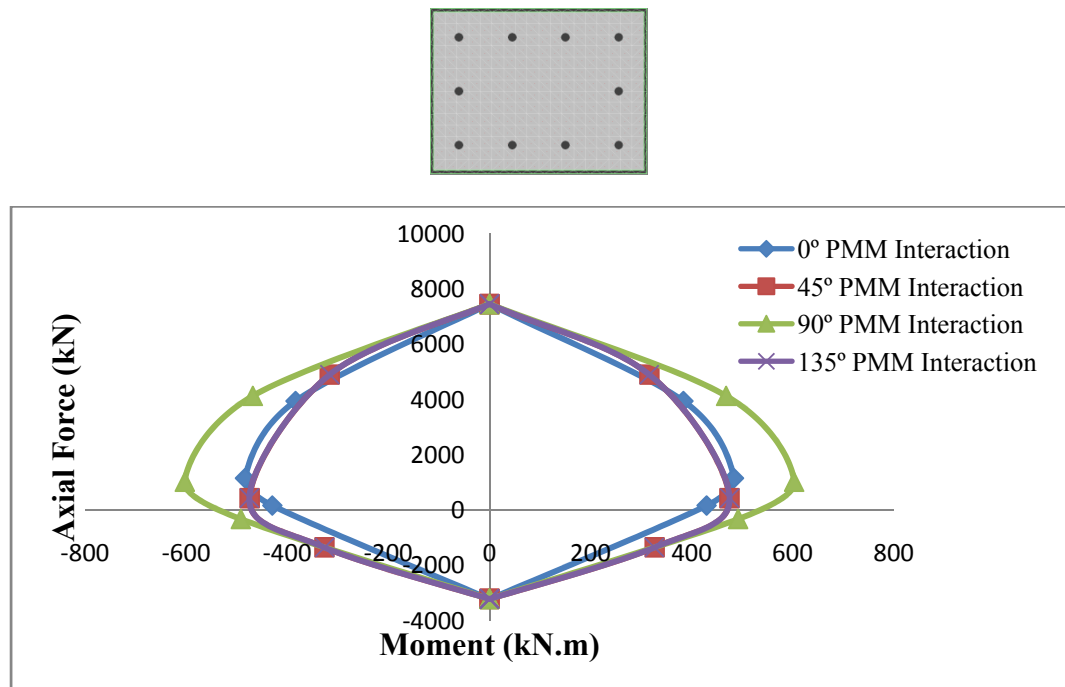 10000
8000
6000
4000
2000
0
-2000
-4000
-800
-600
-400
-200
0
200
400
600
800
Axial Force (kN)
Moment (kN.m)
0º PMM Interaction
45º PMM Interaction
90º PMM Interaction
135º PMM Interaction